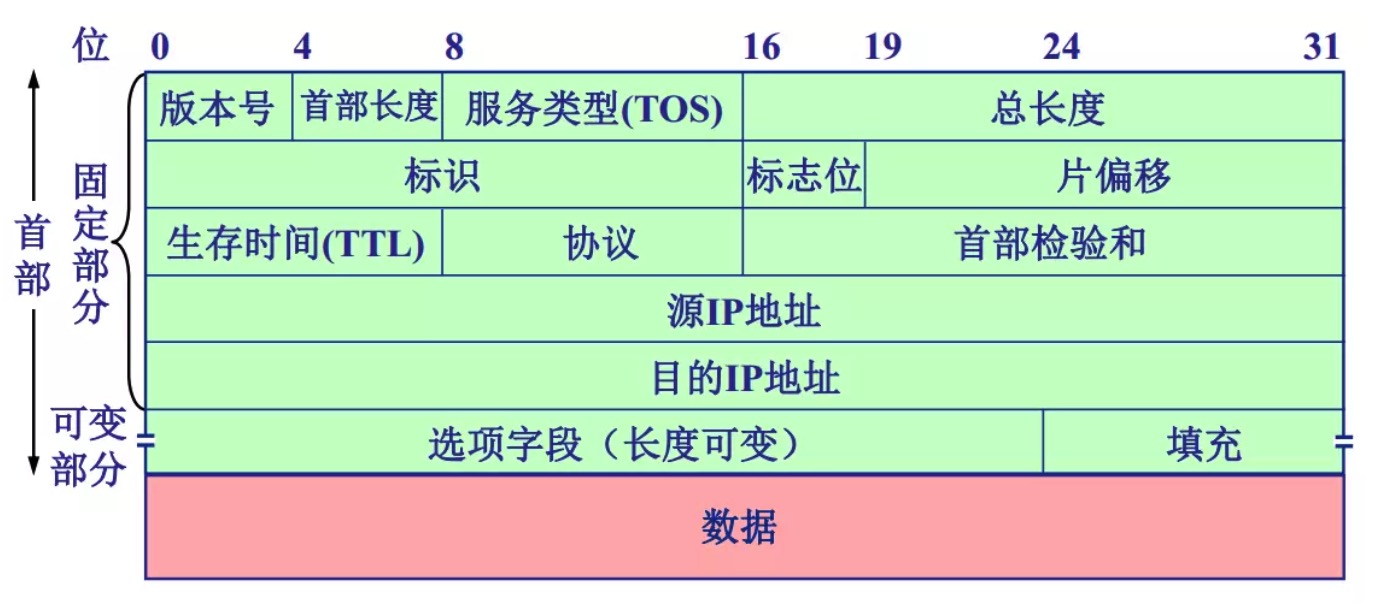 位 0 4 8 16 19 24 31
版本号 首部长度 服务类型(TOS) 总长度
标识 标志位 片偏移
生存时间(TTL) 协议 首部检验和
源IP地址
目的IP地址
选项字段（长度可变） 填充
数据
首部
固定部分
可变
部分